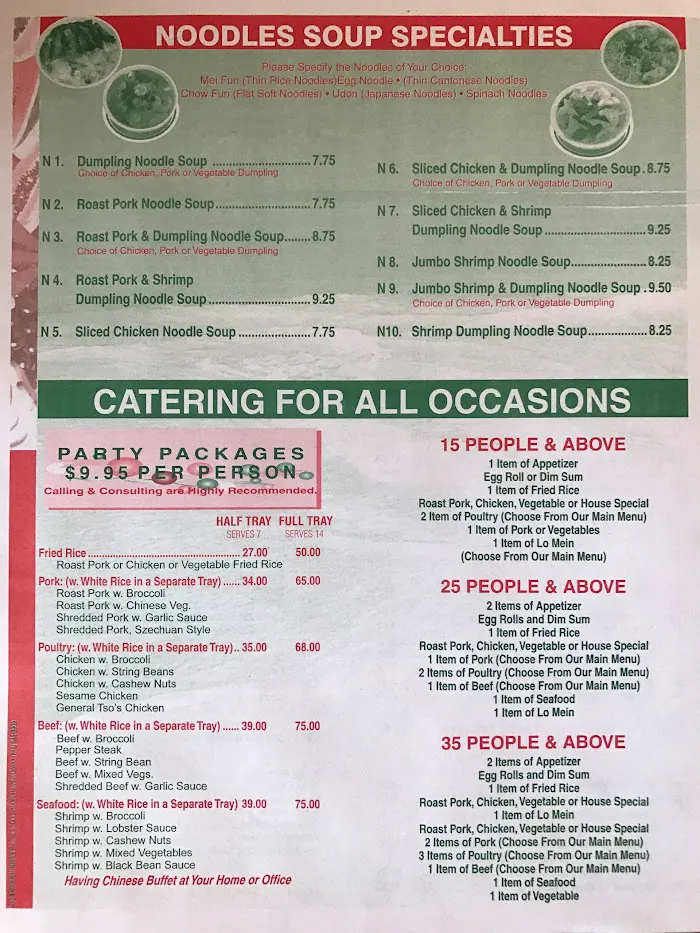 NOODLES SOUP SPECIALTIES
Please Specify the Noodles of Your Choice:
Mei Fun (Thin Rice Noodles)Egg Noodle • (Thin Cantonese Noodles)
Chow Fun (Flat Soft Noodles) • Udon (Japanese Noodles) • Spinach Noodles
N 1. Dumpling Noodle Soup ............................7.75
Choice of Chicken, Pork or Vegetable Dumpling
N 2. Roast Pork Noodle Soup............................7.75
N 3. Roast Pork & Dumpling Noodle Soup........8.75
Choice of Chicken, Pork or Vegetable Dumpling
N 4. Roast Pork & Shrimp
Dumpling Noodle Soup ..............................9.25
N 5. Sliced Chicken Noodle Soup .....................7.75
N 6. Sliced Chicken & Dumpling Noodle Soup.8.75
Choice of Chicken, Pork or Vegetable Dumpling
N 7. Sliced Chicken & Shrimp
Dumpling Noodle Soup ..............................9.25
N 8. Jumbo Shrimp Noodle Soup......................8.25
N 9. Jumbo Shrimp & Dumpling Noodle Soup .9.50
Choice of Chicken, Pork or Vegetable Dumpling
N10. Shrimp Dumpling Noodle Soup.................8.25
CATERING FOR ALL OCCASIONS
PARTY PACKAGES
$9.95 PER PERSON
Calling & Consulting are Highly Recommended.
HALF TRAY FULL TRAY
SERVES 7 SERVES 14
Fried Rice ............................................ 27.00 50.00
Roast Pork or Chicken or Vegetable Fried Rice
Pork: (w. White Rice in a Separate Tray) ...... 34.00 65.00
Roast Pork w. Broccoli
Roast Pork w. Chinese Veg.
Shredded Pork w. Garlic Sauce
Shredded Pork, Szechuan Style
Poultry: (w. White Rice in a Separate Tray).. 35.00 68.00
Chicken w. Broccoli
Chicken w. String Beans
Chicken w. Cashew Nuts
Sesame Chicken
General Tso's Chicken
Beef: (w. White Rice in a Separate Tray) ...... 39.00 75.00
Beef w. Broccoli
Pepper Steak
Beef w. String Bean
Beef w. Mixed Vegs.
Shredded Beef w. Garlic Sauce
Seafood: (w. White Rice in a Separate Tray) 39.00 75.00
Shrimp w. Broccoli
Shrimp w. Lobster Sauce
Shrimp w. Cashew Nuts
Shrimp w. Mixed Vegetables
Shrimp w. Black Bean Sauce
Having Chinese Buffet at Your Home or Office
15 PEOPLE & ABOVE
1 Item of Appetizer
Egg Roll or Dim Sum
1 Item of Fried Rice
Roast Pork, Chicken, Vegetable or House Special
2 Item of Poultry (Choose From Our Main Menu)
1 Item of Pork or Vegetables
1 Item of Lo Mein
(Choose From Our Main Menu)
25 PEOPLE & ABOVE
2 Items of Appetizer
Egg Rolls and Dim Sum
1 Item of Fried Rice
Roast Pork, Chicken, Vegetable or House Special
1 Item of Pork (Choose From Our Main Menu)
2 Items of Poultry (Choose From Our Main Menu)
1 Item of Beef (Choose From Our Main Menu)
1 Item of Seafood
1 Item of Lo Mein
35 PEOPLE & ABOVE
2 Items of Appetizer
Egg Rolls and Dim Sum
1 Item of Fried Rice
Roast Pork, Chicken, Vegetable or House Special
1 Item of Lo Mein
Roast Pork, Chicken, Vegetable or House Special
2 Items of Pork (Choose From Our Main Menu)
3 Items of Poultry (Choose From Our Main Menu)
1 Item of Beef (Choose From Our Main Menu)
1 Item of Seafood
1 Item of Vegetable